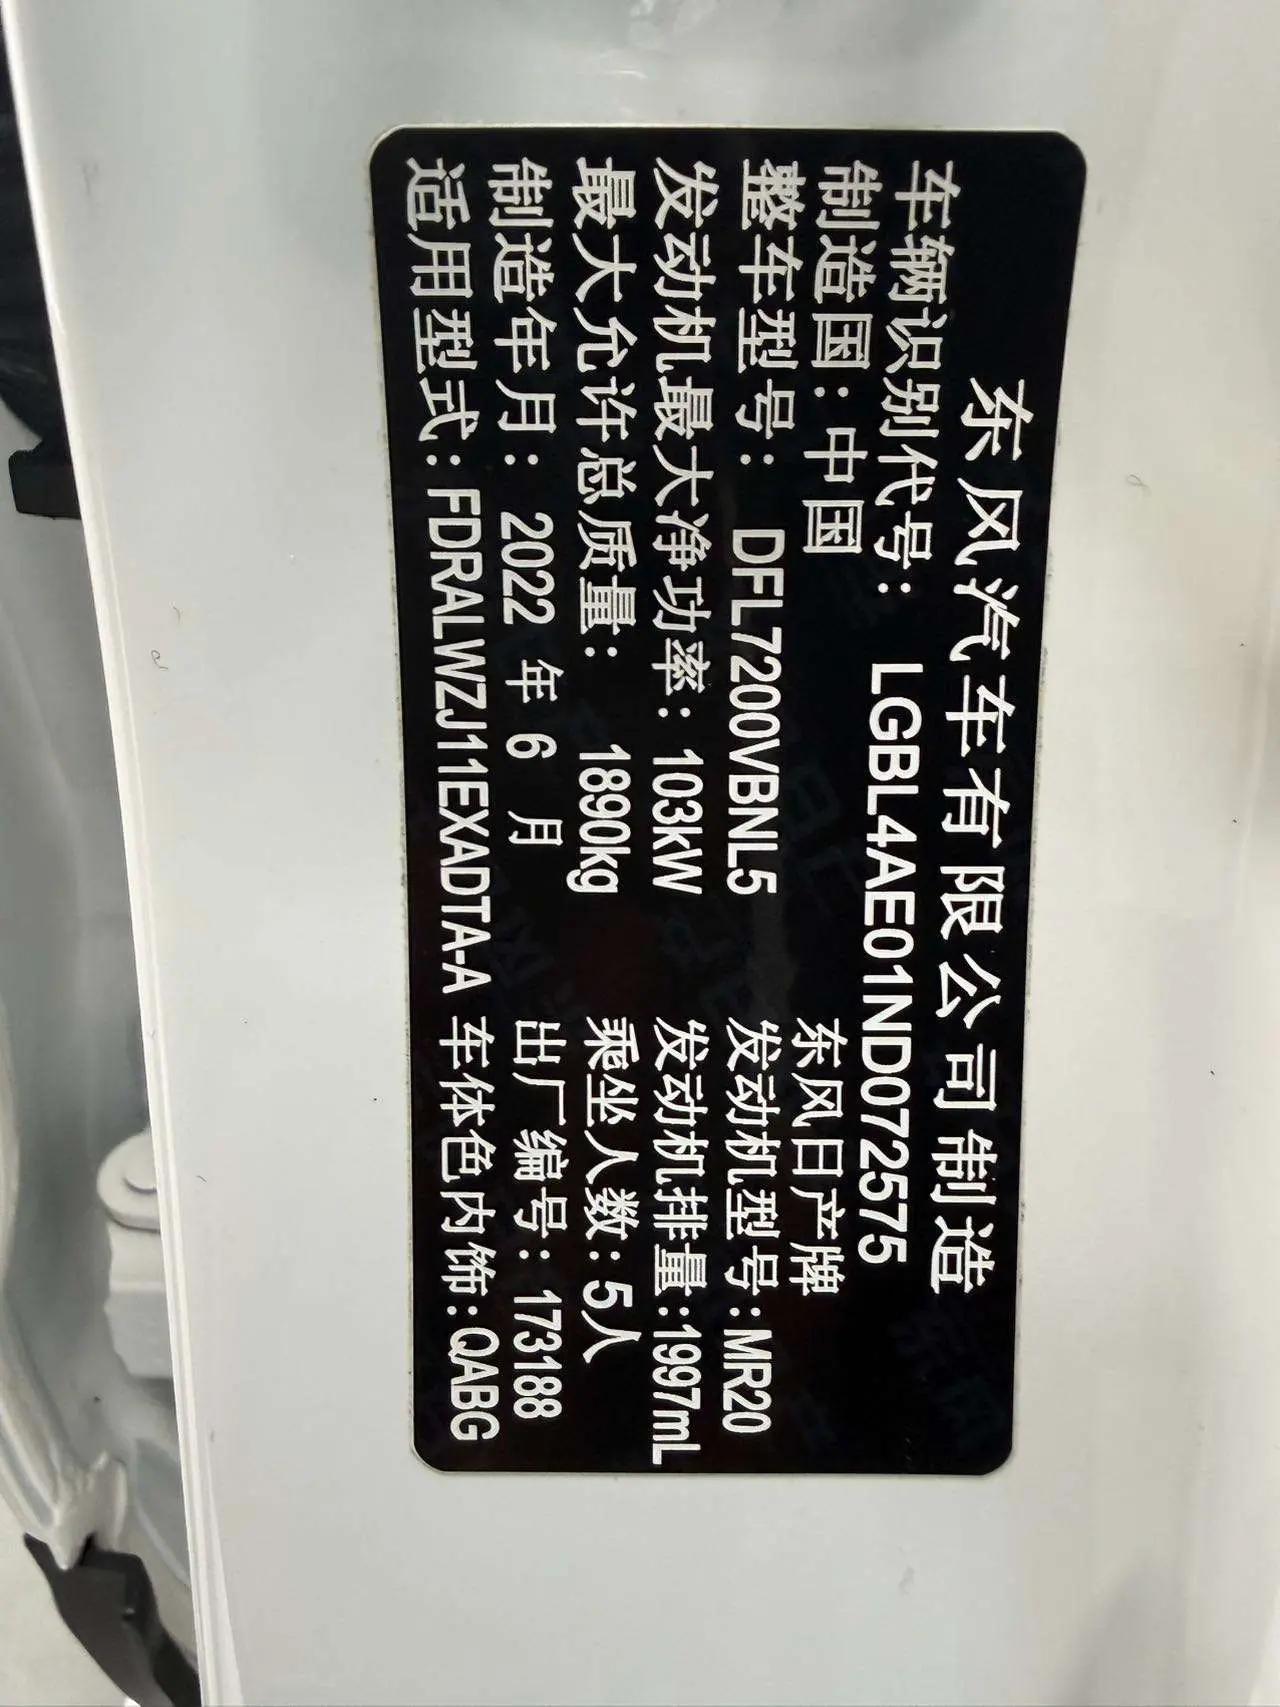 东风汽车有限公司制造
车辆识别代号：LGBL4AE01ND072575
制造国：中国 东风日产牌
整车型号：DFL7200VBNL5 发动机型号：MR20
发动机最大净功率：103kW 发动机排量：1997mL
最大允许总质量：1890kg 乘坐人数：5人
制造年月：2022 年 6 月 出厂编号：173188
适用型式：FDRALWZJ11EXADTA-A 车体色内饰：QABG